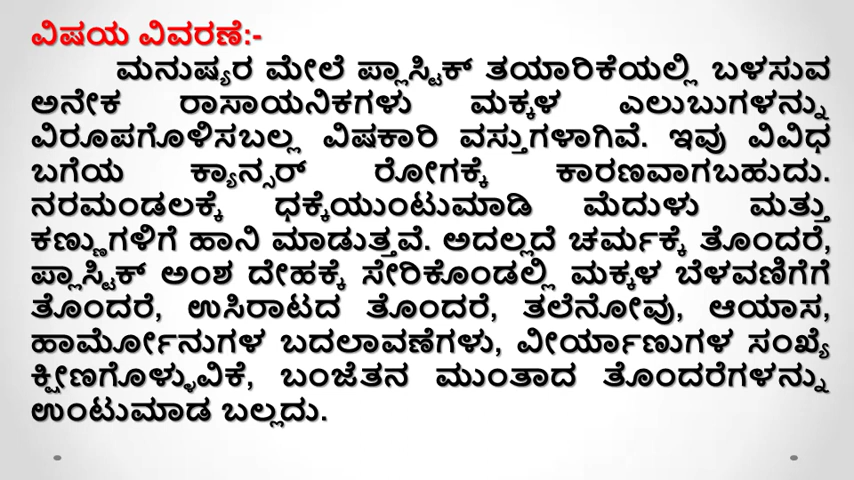 ವಿಷಯ ವಿವರಣೆ:-
ಮನುಷ್ಯರ ಮೇಲೆ ಪ್ಲಾಸ್ಟಿಕ್ ತಯಾರಿಕೆಯಲ್ಲಿ ಬಳಸುವ
ಅನೇಕ ರಾಸಾಯನಿಕಗಳು ಮಕ್ಕಳ ಎಲುಬುಗಳನ್ನು
ವಿರೂಪಗೊಳಿಸಬಲ್ಲ ವಿಷಕಾರಿ ವಸ್ತುಗಳಾಗಿವೆ. ಇವು ವಿವಿಧ
ಬಗೆಯ ಕ್ಯಾನ್ಸರ್ ರೋಗಕ್ಕೆ ಕಾರಣವಾಗಬಹುದು.
ನರಮಂಡಲಕ್ಕೆ ಧಕ್ಕೆಯುಂಟುಮಾಡಿ ಮೆದುಳು ಮತ್ತು
ಕಣ್ಣುಗಳಿಗೆ ಹಾನಿ ಮಾಡುತ್ತವೆ. ಅದಲ್ಲದೆ ಚರ್ಮಕ್ಕೆ ತೊಂದರೆ,
ಪ್ಲಾಸ್ಟಿಕ್ ಅಂಶ ದೇಹಕ್ಕೆ ಸೇರಿಕೊಂಡಲ್ಲಿ ಮಕ್ಕಳ ಬೆಳವಣಿಗೆಗೆ
ತೊಂದರೆ, ಉಸಿರಾಟದ ತೊಂದರೆ, ತಲೆನೋವು, ಆಯಾಸ,
ಹಾರ್ಮೋನುಗಳ ಬದಲಾವಣೆಗಳು, ವೀರ್ಯಾಣುಗಳ ಸಂಖ್ಯೆ
ಕ್ಷೀಣಗೊಳ್ಳುವಿಕೆ, ಬಂಜೆತನ ಮುಂತಾದ ತೊಂದರೆಗಳನ್ನು
ಉಂಟುಮಾಡ ಬಲ್ಲದು.